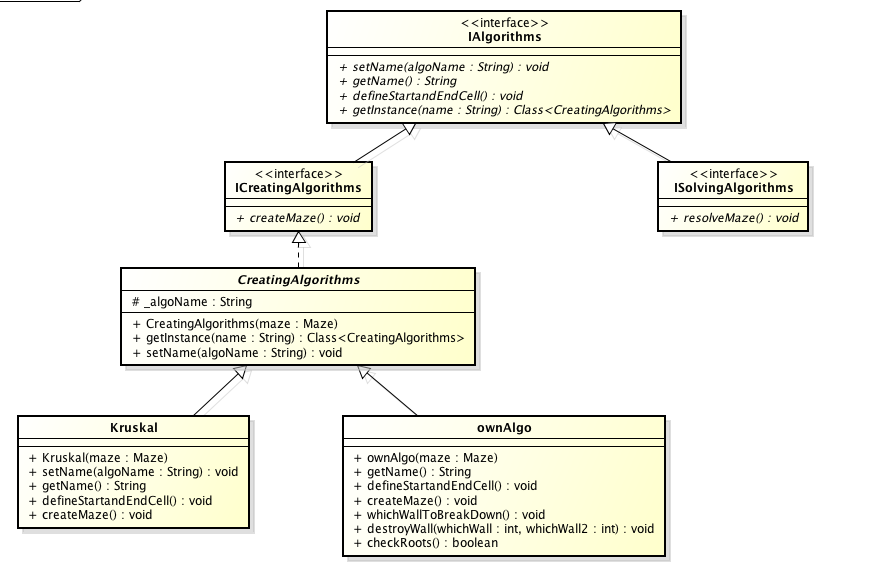 <<interface>>
IAlgorithms
+ setName(algoName : String) : void
+ getName() : String
+ defineStartandEndCell() : void
+ getInstance(name : String) : Class<CreatingAlgorithms>
<<interface>>
ICreatingAlgorithms
+ createMaze() : void
<<interface>>
ISolvingAlgorithms
+ resolveMaze() : void
CreatingAlgorithms
# _algoName : String
+ CreatingAlgorithms(maze : Maze)
+ getInstance(name : String) : Class<CreatingAlgorithms>
+ setName(algoName : String) : void
Kruskal
+ Kruskal(maze : Maze)
+ setName(algoName : String) : void
+ getName() : String
+ defineStartandEndCell() : void
+ createMaze() : void
ownAlgo
+ ownAlgo(maze : Maze)
+ getName() : String
+ defineStartandEndCell() : void
+ createMaze() : void
+ whichWallToBreakDown() : void
+ destroyWall(whichWall : int, whichWall2 : int) : void
+ checkRoots() : boolean